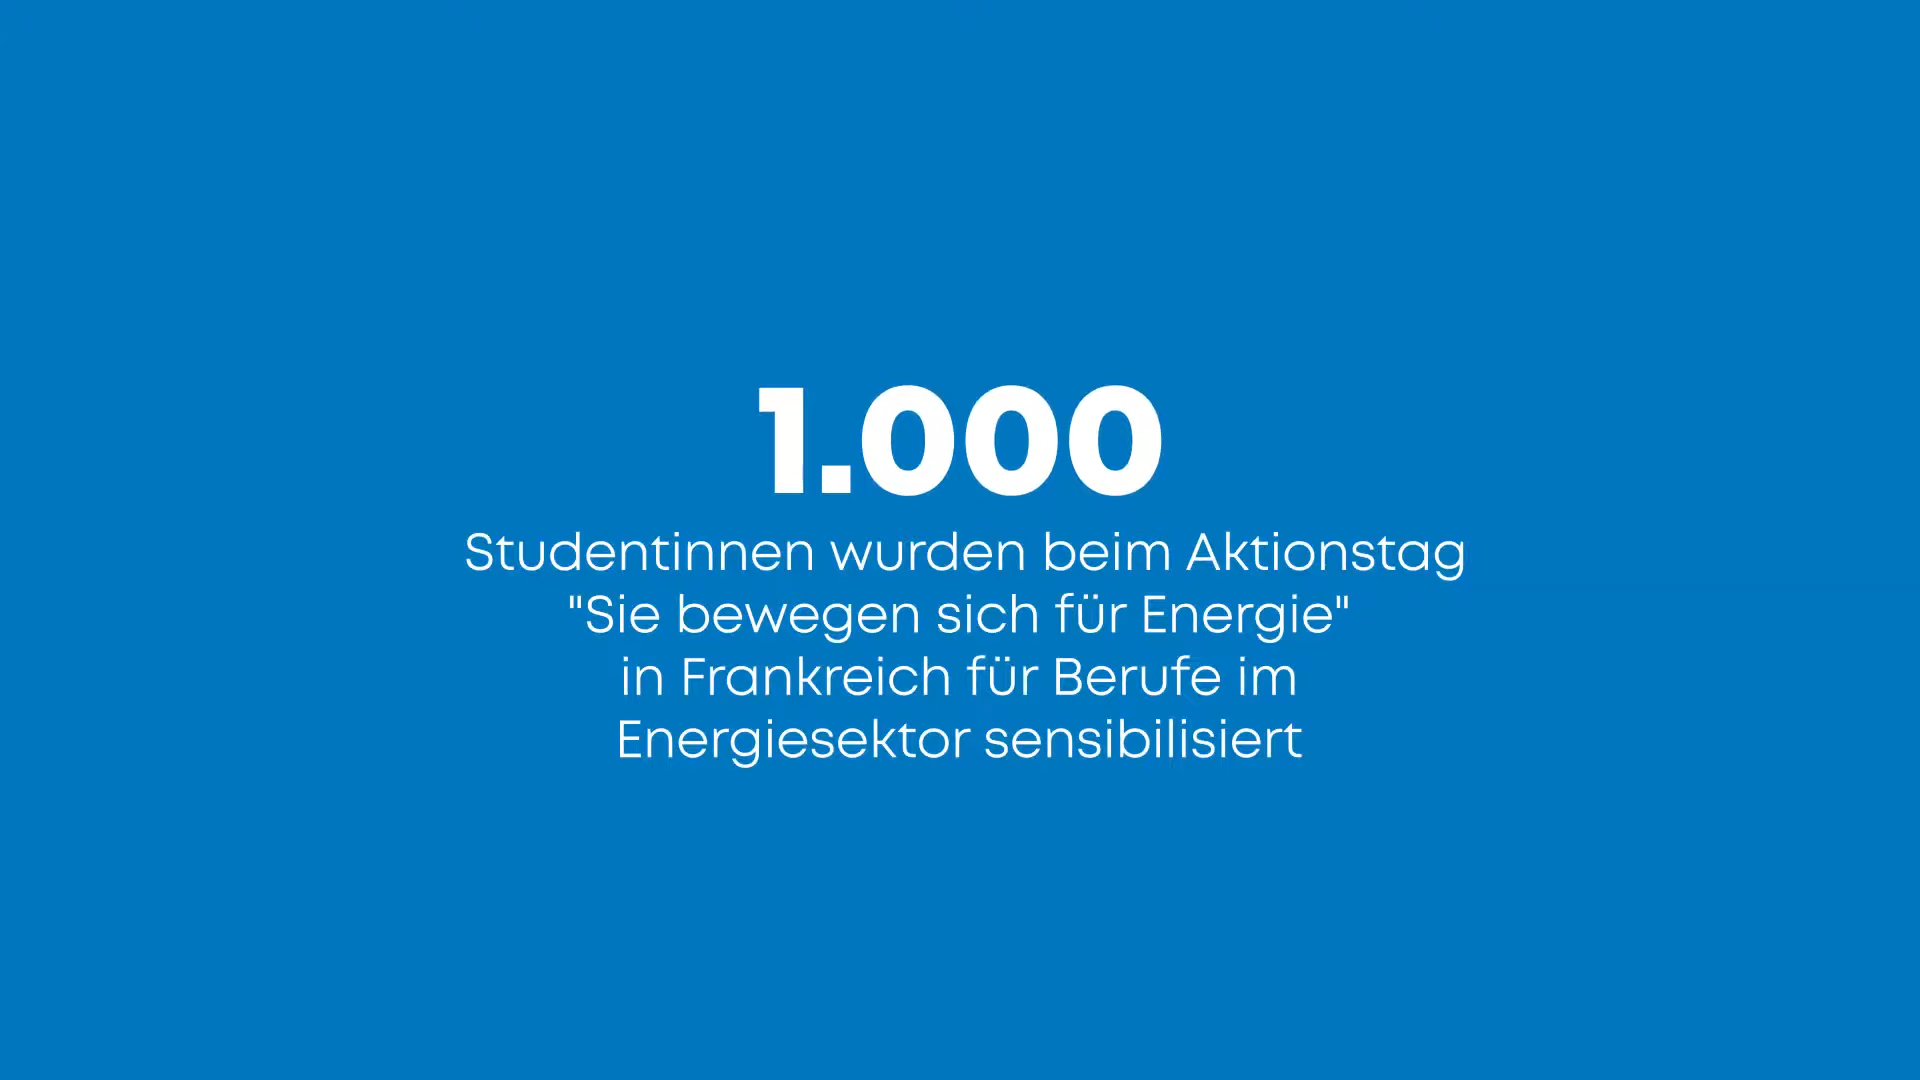 1.000
Studentinnen wurden beim Aktionstag
"Sie bewegen sich für Energie"
in Frankreich für Berufe im
Energiesektor sensibilisiert